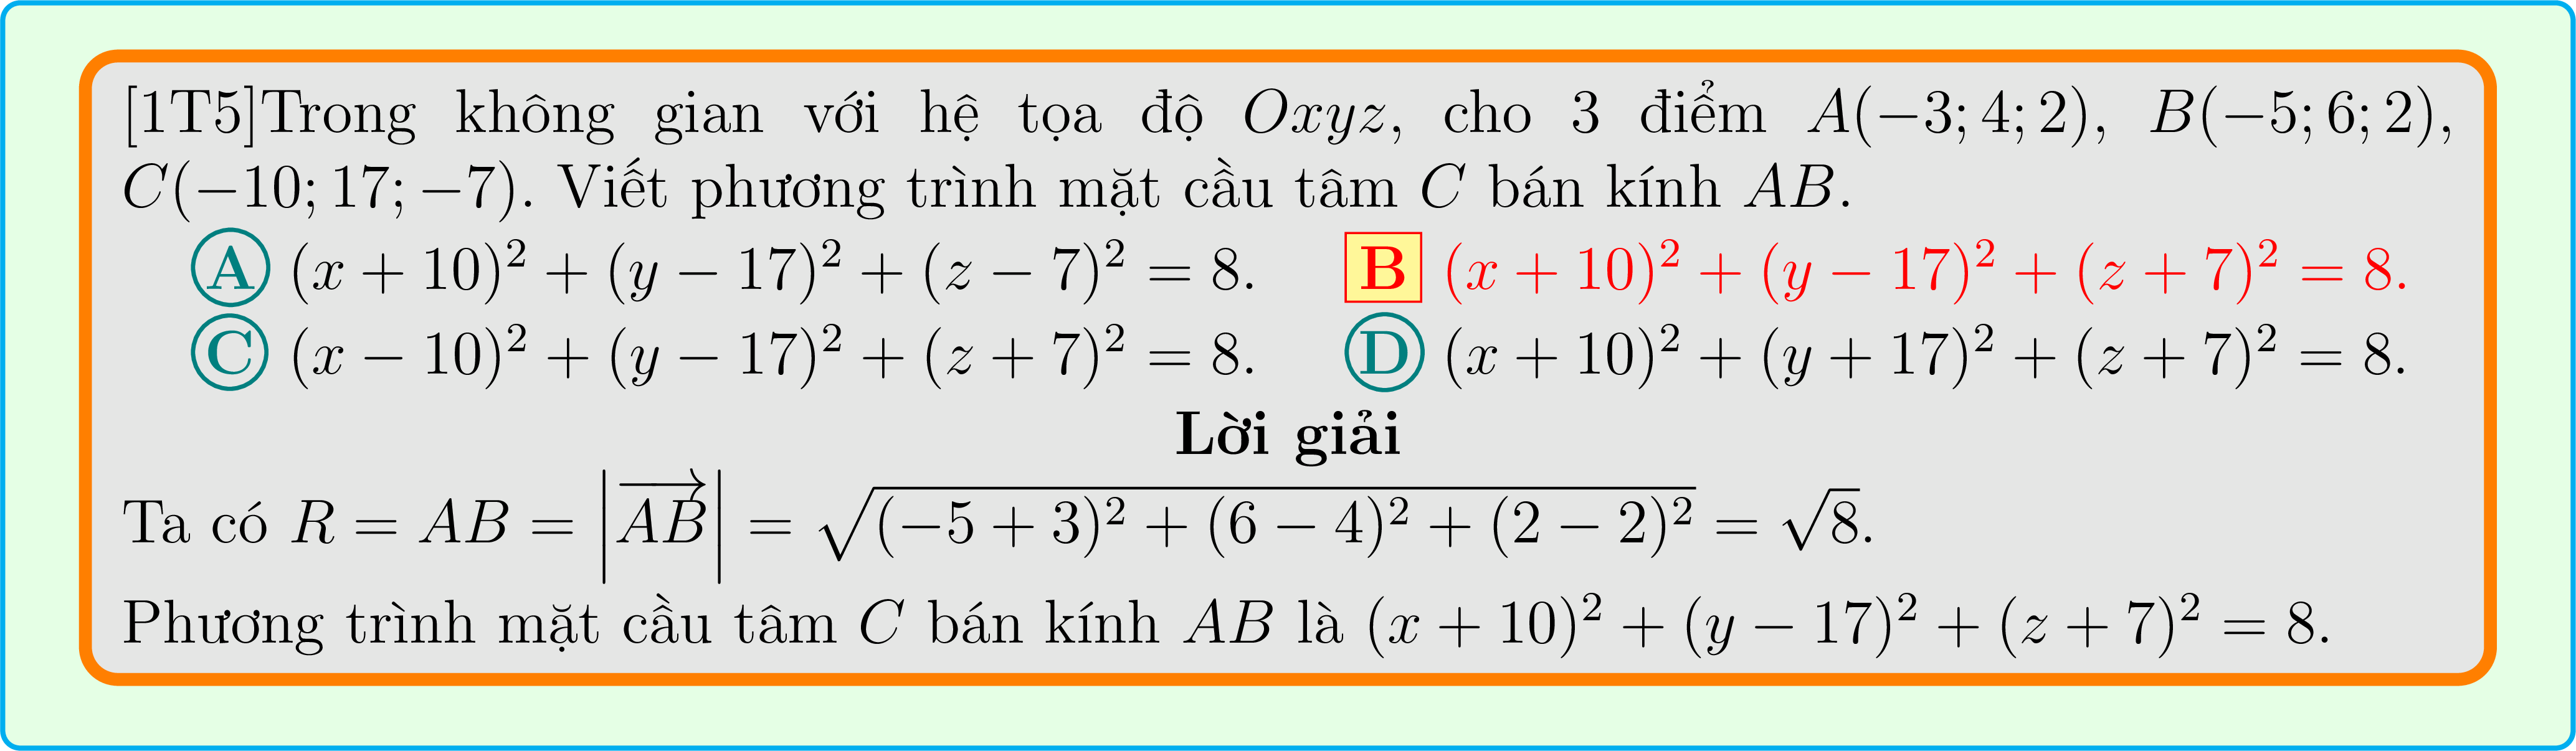 [1T5]Trong không gian với hệ tọa độ Oxyz, cho 3 điểm A(−3; 4; 2), B(−5; 6; 2),
C(−10; 17; −7). Viết phương trình mặt cầu tâm C bán kính AB.
A (x + 10)² + (y − 17)² + (z − 7)² = 8. B (x + 10)² + (y − 17)² + (z + 7)² = 8.
C (x − 10)² + (y − 17)² + (z + 7)² = 8. D (x + 10)² + (y + 17)² + (z + 7)² = 8.
Lời giải
Ta có R = AB = |\overrightarrow{AB}| = \sqrt{(−5 + 3)² + (6 − 4)² + (2 − 2)²} = √8.
Phương trình mặt cầu tâm C bán kính AB là (x + 10)² + (y − 17)² + (z + 7)² = 8.